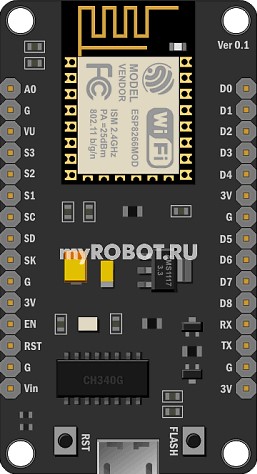 Ver 0.1
MODEL
VENDOR
ESP8266MOD
FC
ISM 2.4GHz
PA +25dBm
802.11 b/g/n
Wi Fi
A0
G
VU
S3
S2
S1
SC
SD
SK
G
3V
EN
RST
G
Vin
D0
D1
D2
D3
D4
3V
G
D5
D6
D7
D8
RX
TX
G
3V
myROBOT.RU
AMS1117
3.3
CH340G
RST
FLASH